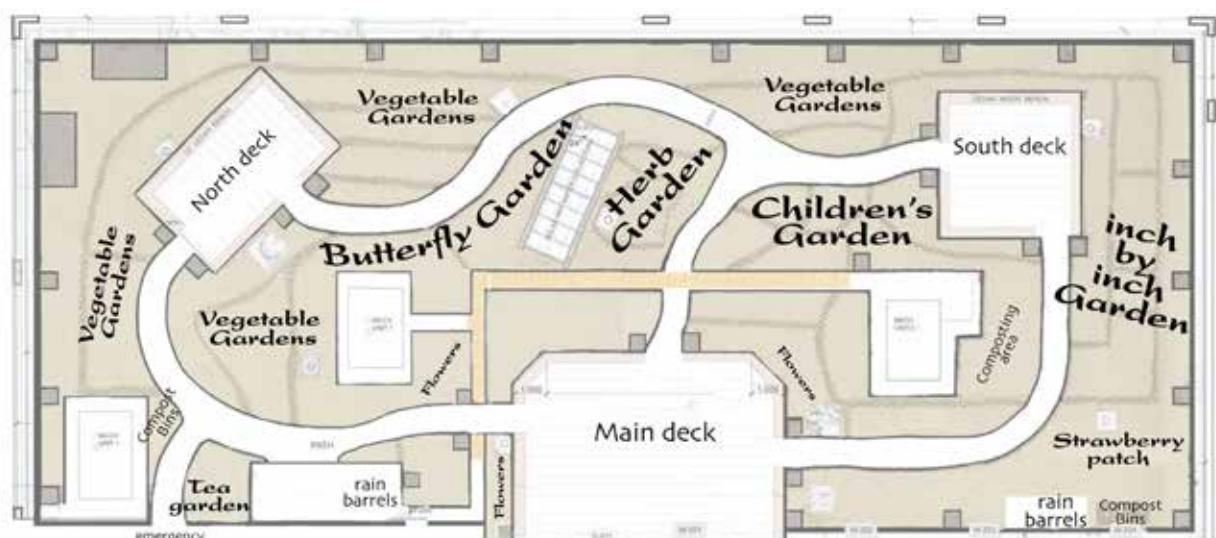 Vegetable
Gardens
Vegetable
Gardens
North deck
South deck
Butterfly Garden
Herb
Garden
Children's
Garden
inch
by
inch
Garden
Vegetable
Gardens
Vegetable
Gardens
Flowers
Flowers
Composting
area
Compost
Bins
Main deck
Strawberry
patch
Tea
garden
rain
barrels
Flowers
rain
barrels
Compost
Bins
emergency